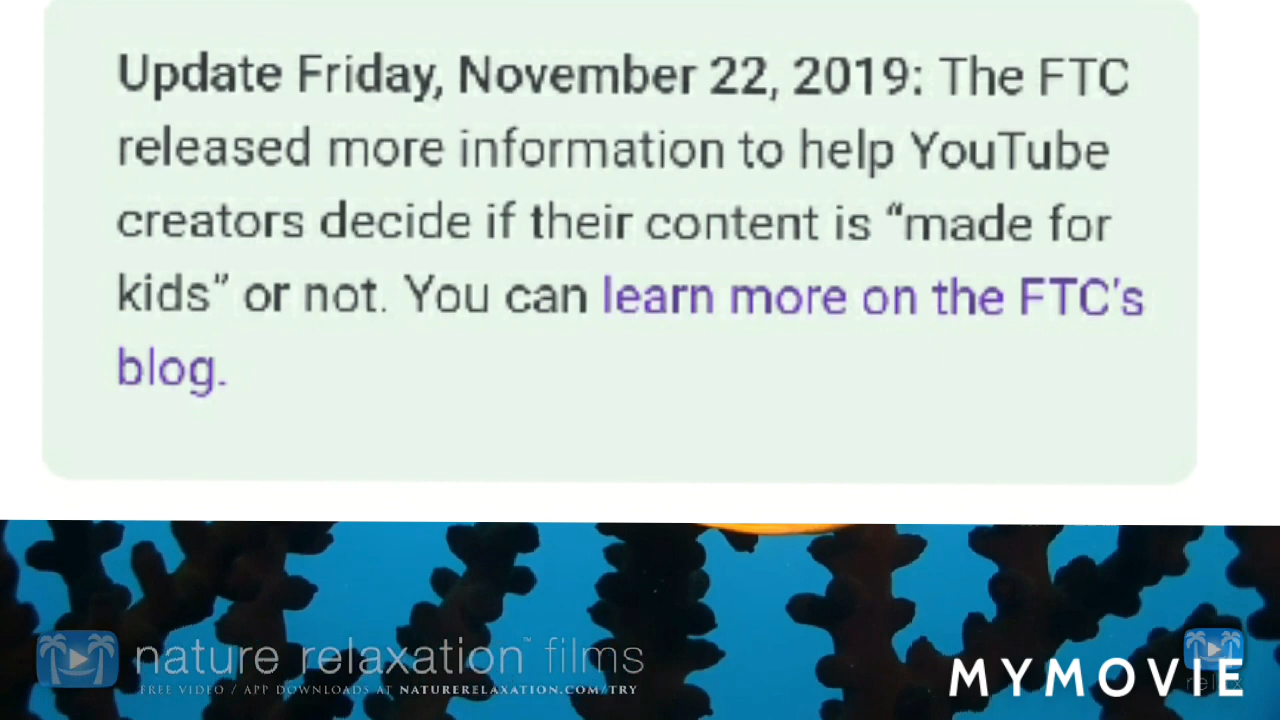 Update Friday, November 22, 2019: The FTC
released more information to help YouTube
creators decide if their content is “made for
kids” or not. You can learn more on the FTC's
blog.
nature relaxation™ films
FREE VIDEO / APP DOWNLOADS AT NATURERELAXATION.COM/TRY
MYMOVIE
relax